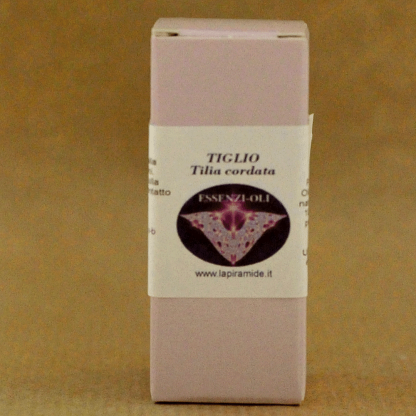 TIGLIO
Tilia cordata
ESSENZI-OLI
www.lapiramide.it